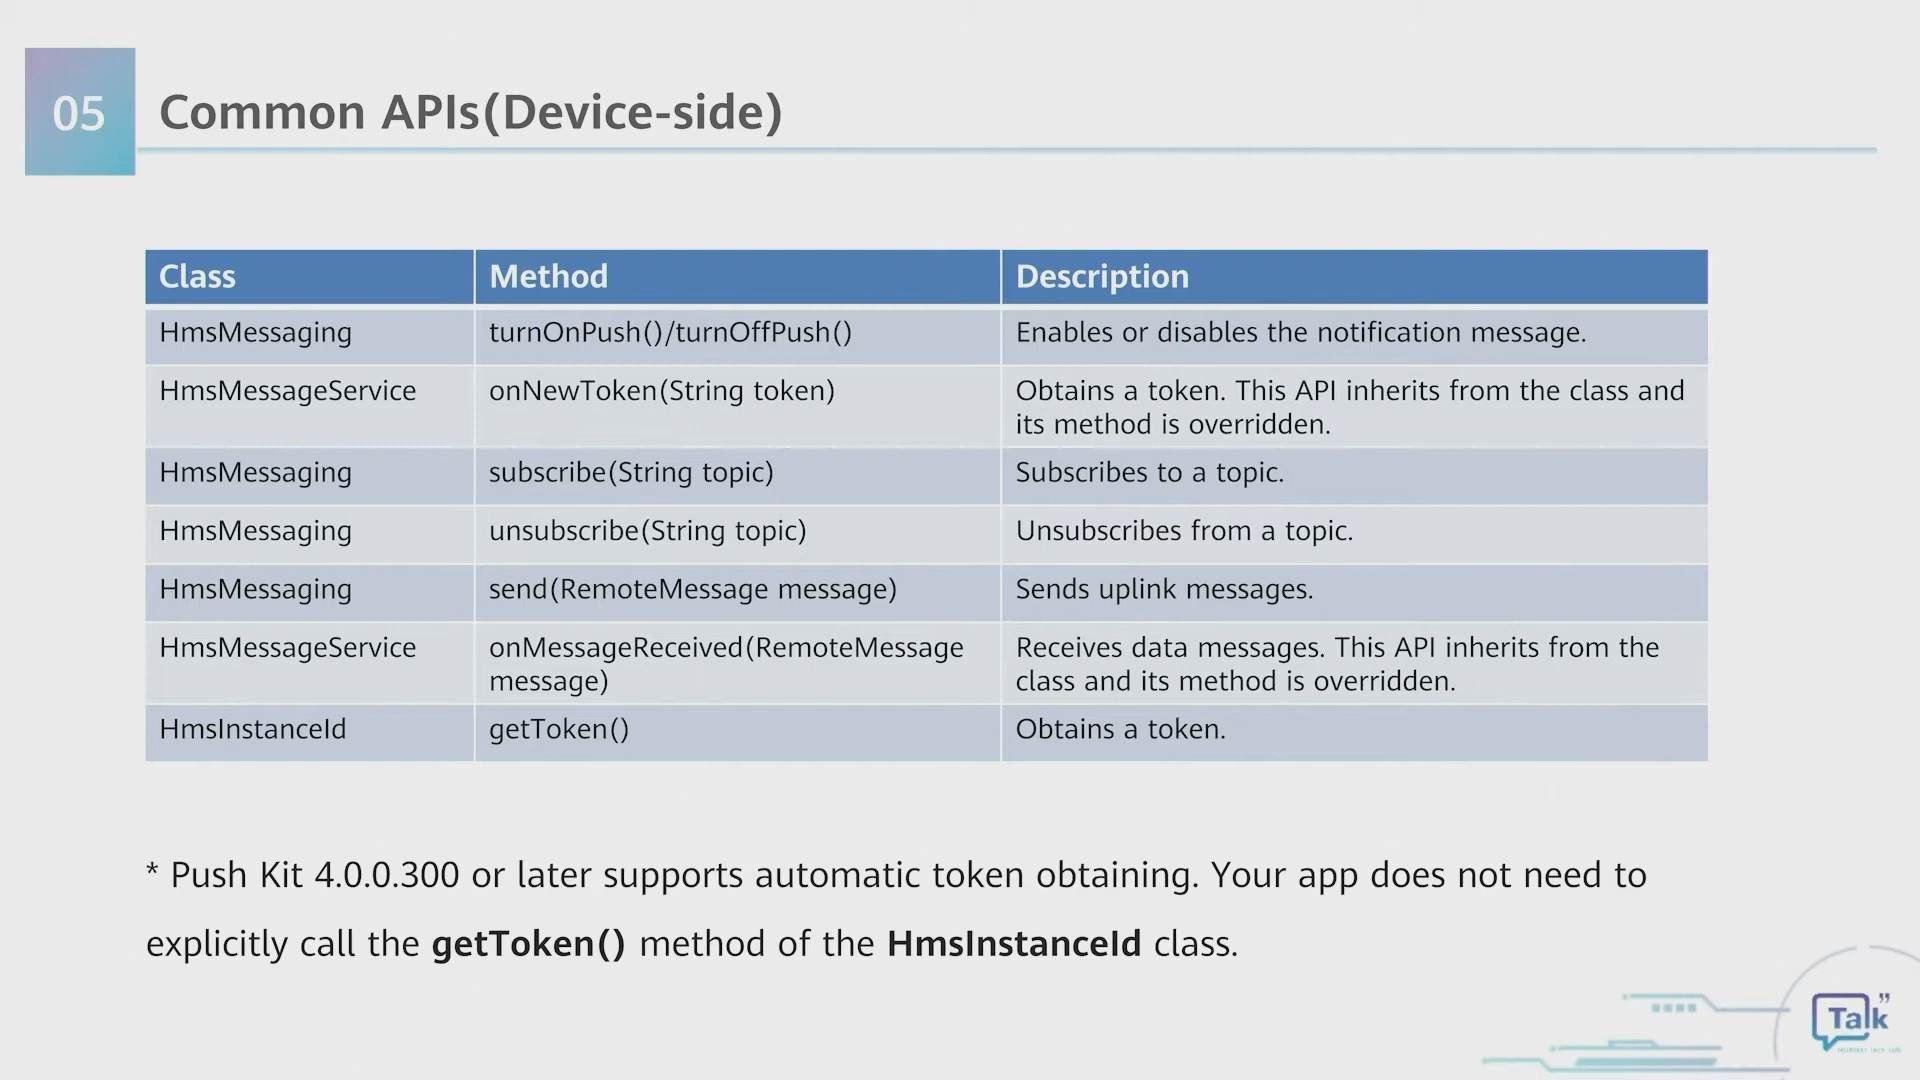 05
Common APIs(Device-side)
Class Method Description
HmsMessaging turnOnPush()/turnOffPush() Enables or disables the notification message.
HmsMessageService onNewToken(String token) Obtains a token. This API inherits from the class and
its method is overridden.
HmsMessaging subscribe(String topic) Subscribes to a topic.
HmsMessaging unsubscribe(String topic) Unsubscribes from a topic.
HmsMessaging send(RemoteMessage message) Sends uplink messages.
HmsMessageService onMessageReceived(RemoteMessage Receives data messages. This API inherits from the
message) class and its method is overridden.
HmsInstanceId getToken() Obtains a token.
* Push Kit 4.0.0.300 or later supports automatic token obtaining. Your app does not need to
explicitly call the getToken() method of the HmsInstanceId class.
Talk”